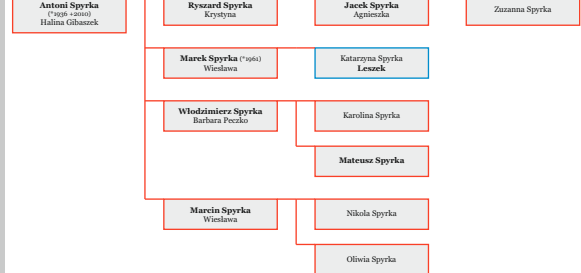 Antoni Spyrka
(*1936 +2010)
Halina Gibaszek
Ryszard Spyrka
Krystyna
Jacek Spyrka
Agnieszka
Zuzanna Spyrka
Marek Spyrka (*1961)
Wiesława
Katarzyna Spyrka
Leszek
Włodzimierz Spyrka
Barbara Peczko
Karolina Spyrka
Mateusz Spyrka
Marcin Spyrka
Wiesława
Nikola Spyrka
Oliwia Spyrka